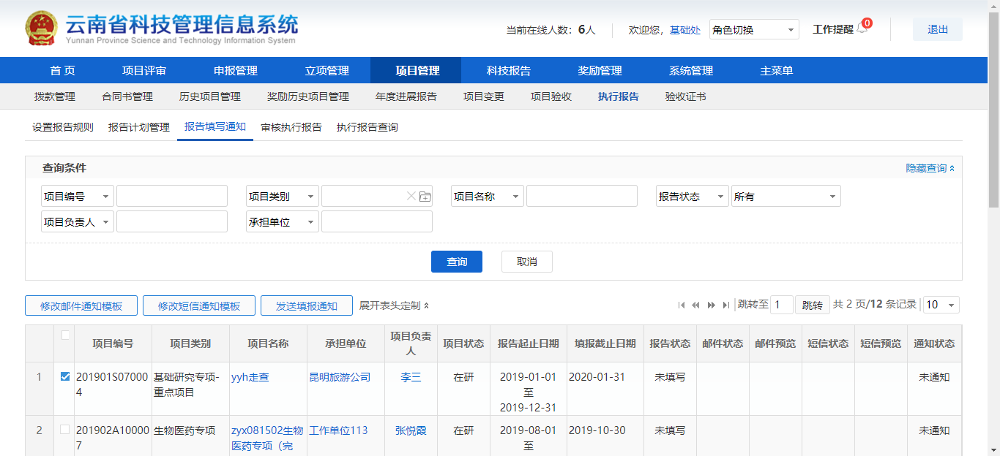 云南省科技管理信息系统
Yunnan Province Science and Technology Information System
当前在线人数：6人 欢迎您，基础处 角色切换 工作提醒 0 退出
首 页 项目评审 申报管理 立项管理 项目管理 科技报告 奖励管理 系统管理 主菜单
拨款管理 合同书管理 历史项目管理 奖励历史项目管理 年度进展报告 项目变更 项目验收 执行报告 验收证书
设置报告规则 报告计划管理 报告填写通知 审核执行报告 执行报告查询
查询条件 隐藏查询
项目编号 项目类别 项目名称 报告状态 所有
项目负责人 承担单位
查询 取消
修改邮件通知模板 修改短信通知模板 发送填报通知 展开表头定制 跳转至 1 跳转 共 2 页/12 条记录 10
项目编号 项目类别 项目名称 承担单位 项目负责 项目状态 报告起止日期 填报截止日期 报告状态 邮件状态 邮件预览 短信状态 短信预览 通知状态
人
1 201901S07000 基础研究专项- yyh走查 昆明旅游公司 李三 在研 2019-01-01 2020-01-31 未填写 未通知
4 重点项目 至
2019-12-31
2 201902A10000 生物医药专项 zyx081502生物 工作单位113 张悦霞 在研 2019-08-01 2019-10-30 未填写 未通知
7 医药专项（完 至